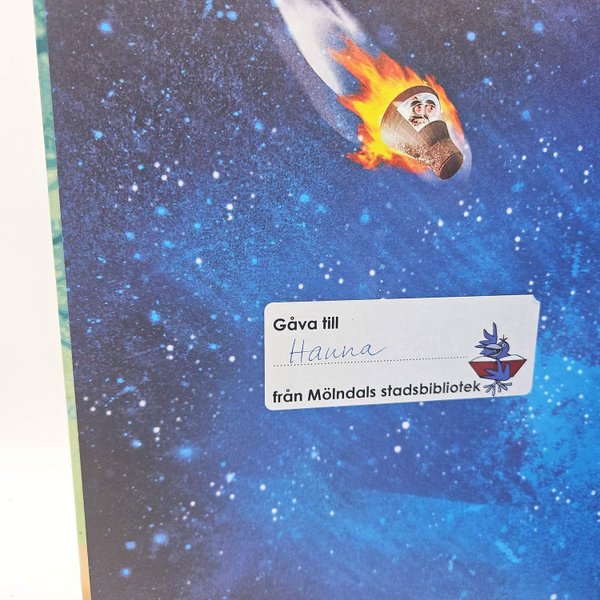 Gåva till
Hanna
från Mölndals stadsbibliotek